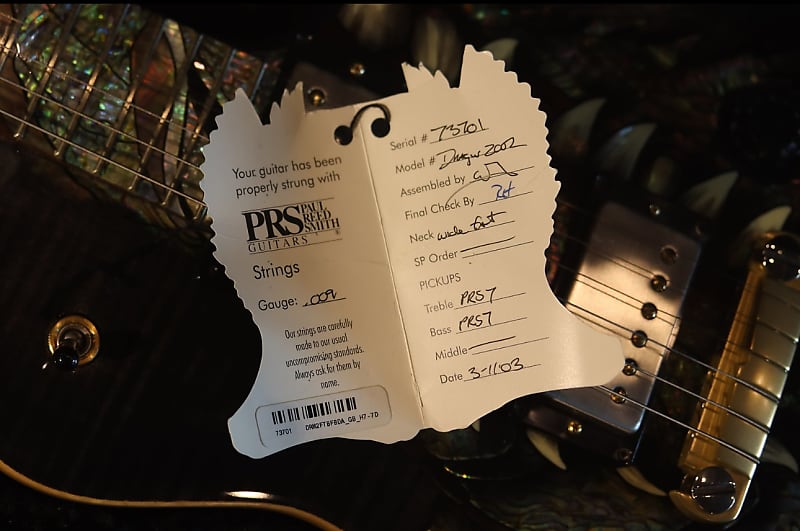 Your guitar has been
properly strung with
PRS PAUL
REED
SMITH
GUITARS
Strings
Gauge: .009
Our strings are carefully
made to our usual
uncompromising standards.
Always ask for them by
name.
73701
Serial # 73701
Model # Dragon 2002
Assembled by
Final Check By
Neck wide fat
SP Order
PICKUPS
Treble PRS7
Bass PRS7
Middle
Date 3-11-03